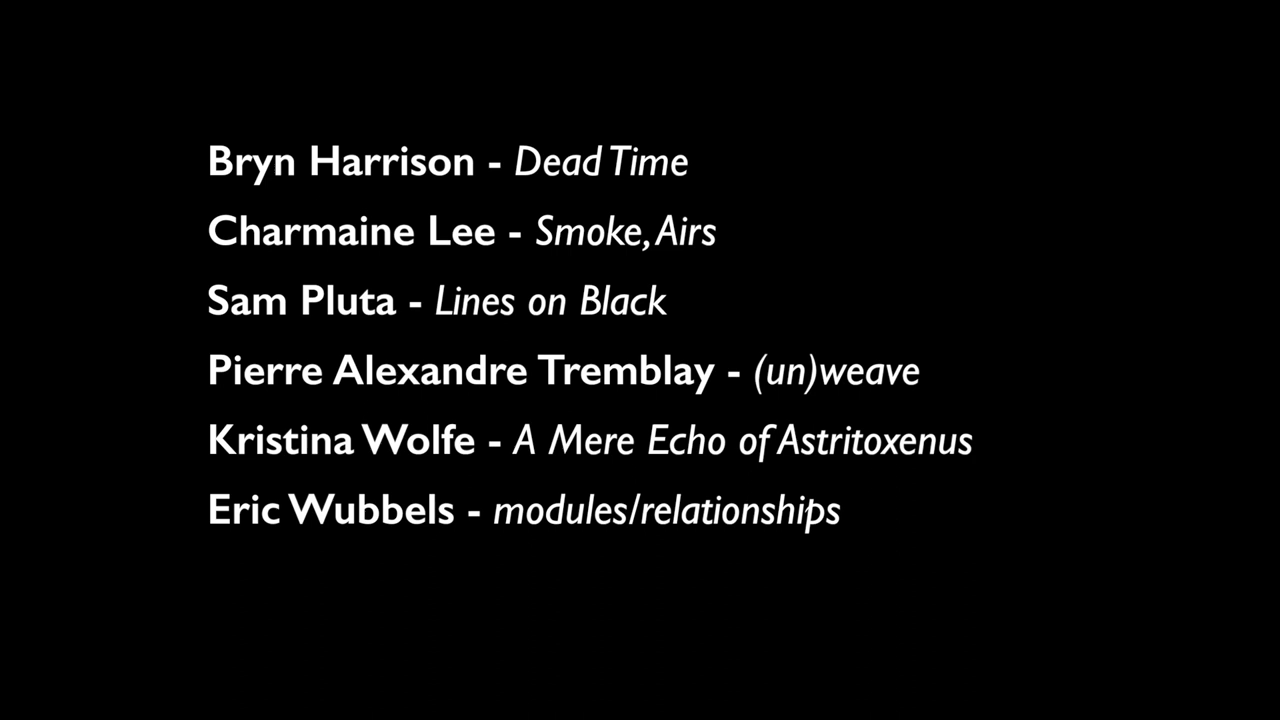 Bryn Harrison - Dead Time
Charmaine Lee - Smoke, Airs
Sam Pluta - Lines on Black
Pierre Alexandre Tremblay - (un)weave
Kristina Wolfe - A Mere Echo of Astritoxenus
Eric Wubbels - modules/relationships